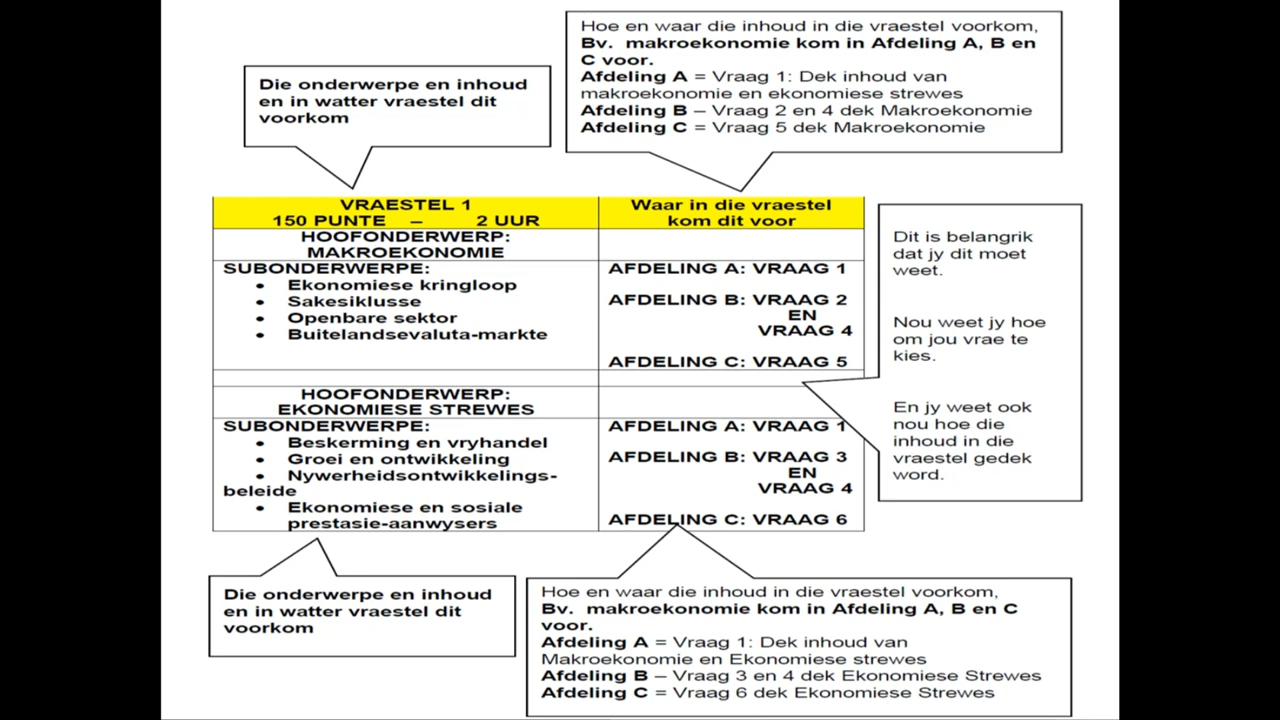 Hoe en waar die inhoud in die vraestel voorkom,
Bv. makroekonomie kom in Afdeling A, B en
C voor.
Afdeling A = Vraag 1: Dek inhoud van
makroekonomie en ekonomiese strewes
Afdeling B – Vraag 2 en 4 dek Makroekonomie
Afdeling C = Vraag 5 dek Makroekonomie
Die onderwerpe en inhoud
en in watter vraestel dit
voorkom
VRAESTEL 1
150 PUNTE – 2 UUR
Waar in die vraestel
kom dit voor
HOOFONDERWERP:
MAKROEKONOMIE
SUBONDERWERPE:
• Ekonomiese kringloop
• Sakesiklusse
• Openbare sektor
• Buitelandsevaluta-markte
AFDELING A: VRAAG 1
AFDELING B: VRAAG 2
EN
VRAAG 4
AFDELING C: VRAAG 5
HOOFONDERWERP:
EKONOMIESE STREWES
SUBONDERWERPE:
• Beskerming en vryhandel
• Groei en ontwikkeling
• Nywerheidsontwikkelings-
beleide
• Ekonomiese en sosiale
prestasie-aanwysers
AFDELING A: VRAAG 1
AFDELING B: VRAAG 3
EN
VRAAG 4
AFDELING C: VRAAG 6
Dit is belangrik
dat jy dit moet
weet.
Nou weet jy hoe
om jou vrae te
kies.
En jy weet ook
nou hoe die
inhoud in die
vraestel gedek
word.
Die onderwerpe en inhoud
en in watter vraestel dit
voorkom
Hoe en waar die inhoud in die vraestel voorkom,
Bv. makroekonomie kom in Afdeling A, B en C
voor.
Afdeling A = Vraag 1: Dek inhoud van
Makroekonomie en Ekonomiese strewes
Afdeling B – Vraag 3 en 4 dek Ekonomiese Strewes
Afdeling C = Vraag 6 dek Ekonomiese Strewes